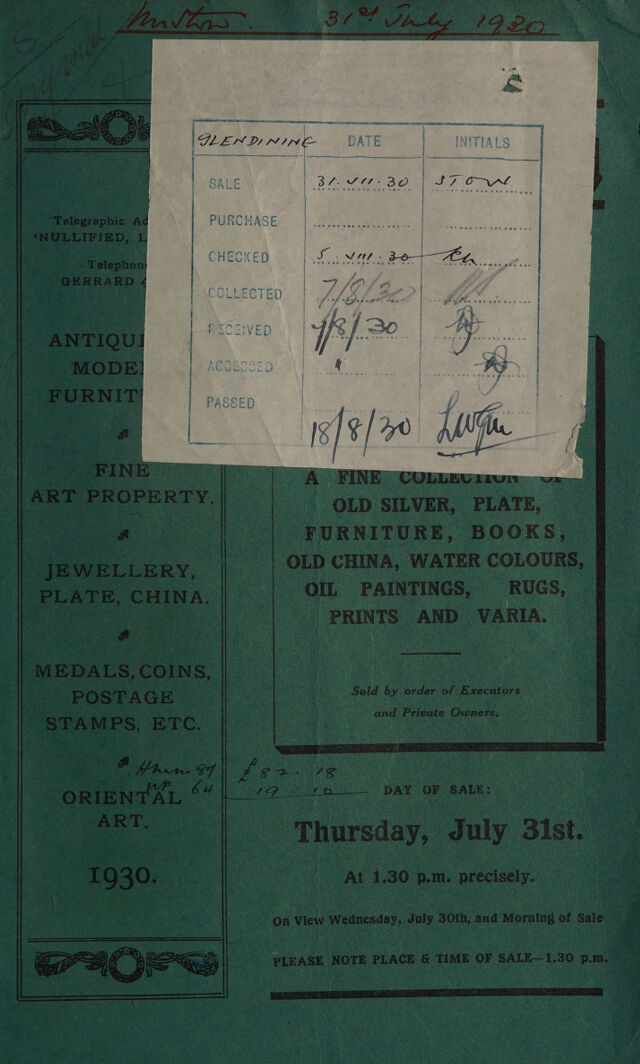 31st July 1930
GLENDINING DATE INITIALS
SALE 31.VII.30 STOW
PURCHASE
CHECKED 5.VIII.30
COLLECTED 7/8/30
RECEIVED 7/8/30
ACCESSED "
PASSED
18/8/30
Telegraphic Ad
'NULLIFIED, L
Telephon
GERRARD
ANTIQU
MODE
FURNIT
FINE
ART PROPERTY.
JEWELLERY,
PLATE, CHINA.
MEDALS, COINS,
POSTAGE
STAMPS, ETC.
ORIENTAL
ART.
1930.
A FINE COLLECTION OF
OLD SILVER, PLATE,
FURNITURE, BOOKS,
OLD CHINA, WATER COLOURS,
OIL PAINTINGS, RUGS,
PRINTS AND VARIA.
Sold by order of Executors
and Private Owners.
£82.18
19.10
DAY OF SALE:
Thursday, July 31st.
At 1.30 p.m. precisely.
On View Wednesday, July 30th, and Morning of Sale
PLEASE NOTE PLACE & TIME OF SALE—1.30 p.m.